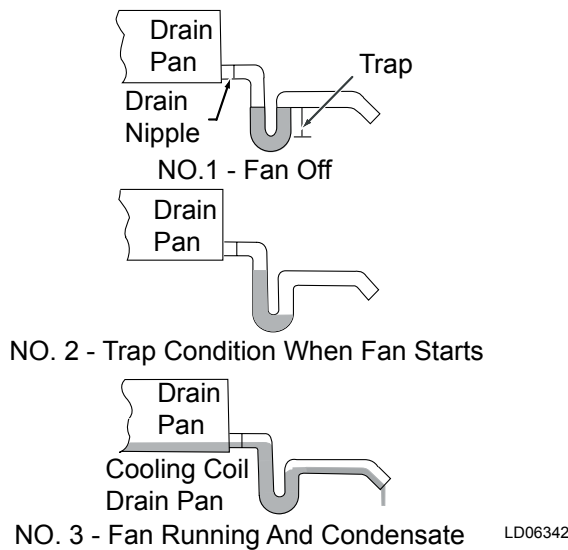 Drain
Pan
Trap
Drain
Nipple
NO.1 - Fan Off
Drain
Pan
NO. 2 - Trap Condition When Fan Starts
Drain
Pan
Cooling Coil
Drain Pan
NO. 3 - Fan Running And Condensate
LD06342